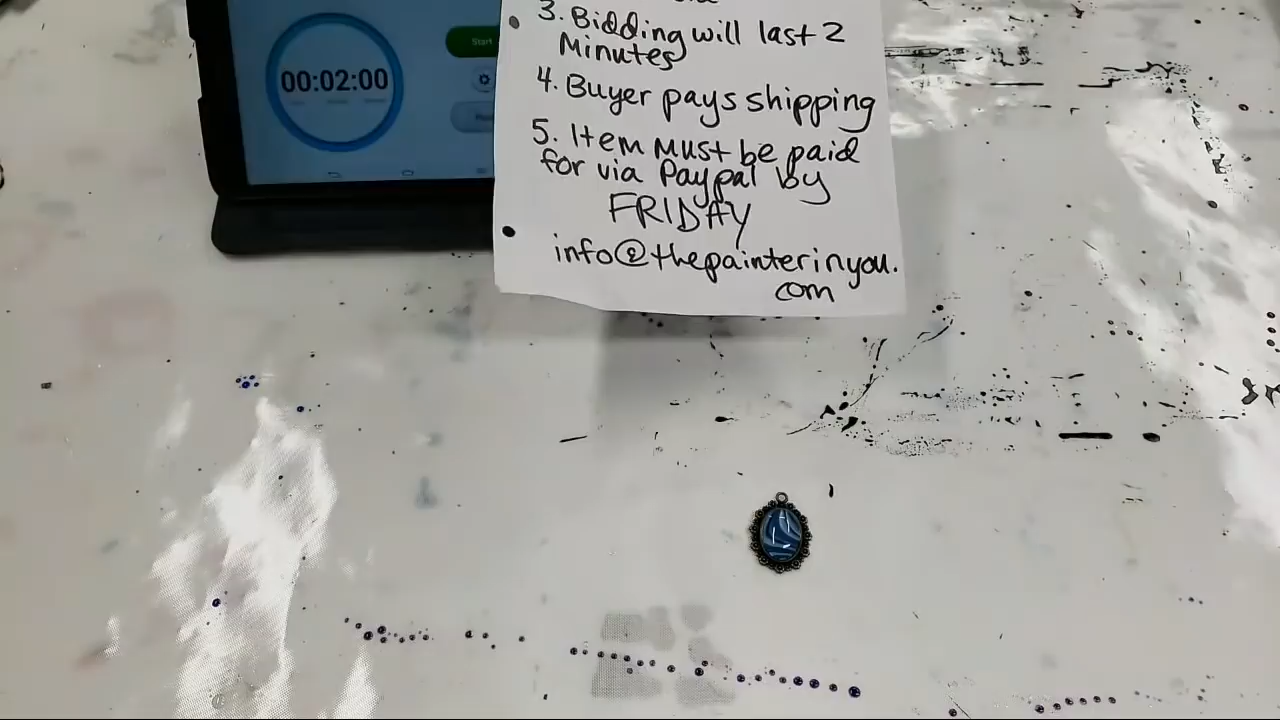 00:02:00
Start
3. Bidding will last 2
Minutes
4. Buyer pays shipping
5. Item must be paid
for via Paypal by
FRIDAY
info@thepainterinyou.
com